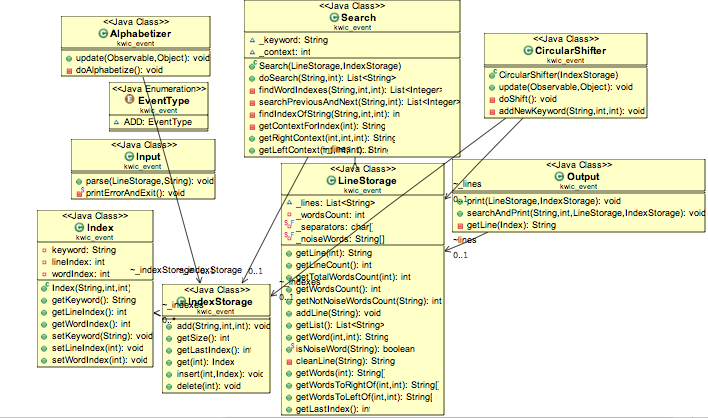 <<Java Class>>
Alphabetizer
kwic_event
update(Observable,Object): void
doAlphabetize(): void
<<Java Enumeration>>
EventType
kwic_event
ADD: EventType
<<Java Class>>
Input
kwic_event
parse(LineStorage,String): void
printErrorAndExit(): void
<<Java Class>>
Index
kwic_event
keyword: String
lineIndex: int
wordIndex: int
Index(String,int,int)
getKeyword(): String
getLineIndex(): int
getWordIndex(): int
setKeyword(String): void
setLineIndex(int): void
setWordIndex(int): void
<<Java Class>>
IndexStorage
kwic_event
add(String,int,int): void
getSize(): int
getLastIndex(): int
get(int): Index
insert(int,Index): void
delete(int): void
<<Java Class>>
Search
kwic_event
_keyword: String
_context: int
Search(LineStorage,IndexStorage)
doSearch(String,int): List<String>
findWordIndexes(String,int): List<Integer>
searchPreviousAndNext(String,int): List<Integer>
findIndexOfString(String,int): in
getContextForIndex(int): String
getRightContext(int,int,int): String
getLeftContext(int,int,int): String
<<Java Class>>
LineStorage
kwic_event
_lines: List<String>
_wordsCount: int
_separators: char[
_noiseWords: String[]
getLine(int): String
getLineCount(): int
getTotalWordsCount(int): int
getWordsCount(): int
getNotNoiseWordsCount(String): int
addLine(String): void
getList(): List<String>
getWord(int,int): String
isNoiseWord(String): boolean
cleanLine(String): String
getWords(int): String[
getWordsToRightOf(int,int): String[
getWordsToLeftOf(int,int): String[
getLastIndex(): int
<<Java Class>>
CircularShifter
kwic_event
CircularShifter(IndexStorage)
update(Observable,Object): void
doShift(): void
addNewKeyword(String,int,int): void
<<Java Class>>
Output
kwic_event
print(LineStorage,IndexStorage): void
searchAndPrint(String,int,LineStorage,IndexStorage): void
getLine(Index): String
~_lines
~_lines
0..1
~lines
0..1
0..1
~_indexes
0..1
~_indexes
0..*